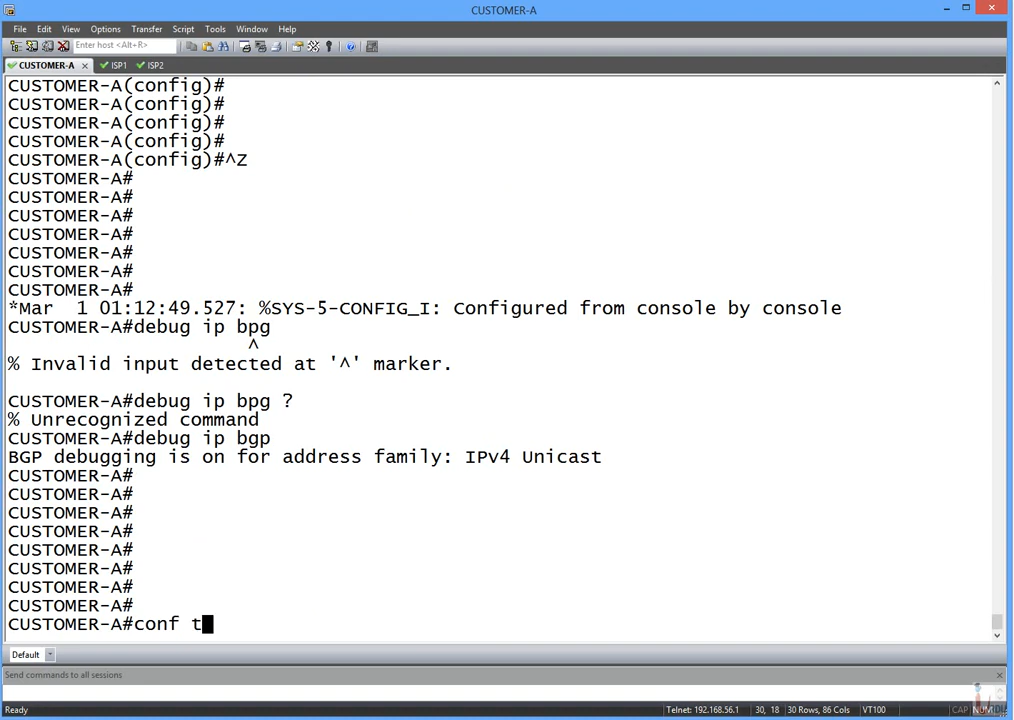 CUSTOMER-A
File Edit View Options Transfer Script Tools Window Help
Enter host <Alt+R>
CUSTOMER-A ISP1 ISP2
CUSTOMER-A(config)#
CUSTOMER-A(config)#
CUSTOMER-A(config)#
CUSTOMER-A(config)#
CUSTOMER-A(config)#^Z
CUSTOMER-A#
CUSTOMER-A#
CUSTOMER-A#
CUSTOMER-A#
CUSTOMER-A#
CUSTOMER-A#
CUSTOMER-A#
*Mar  1 01:12:49.527: %SYS-5-CONFIG_I: Configured from console by console
CUSTOMER-A#debug ip bpg
^
% Invalid input detected at '^' marker.
CUSTOMER-A#debug ip bpg ?
% Unrecognized command
CUSTOMER-A#debug ip bgp
BGP debugging is on for address family: IPv4 Unicast
CUSTOMER-A#
CUSTOMER-A#
CUSTOMER-A#
CUSTOMER-A#
CUSTOMER-A#
CUSTOMER-A#
CUSTOMER-A#
CUSTOMER-A#
CUSTOMER-A#conf t
Default
Send commands to all sessions
Ready Telnet: 192.168.56.1 30, 18 30 Rows, 86 Cols VT100 CAP NUM